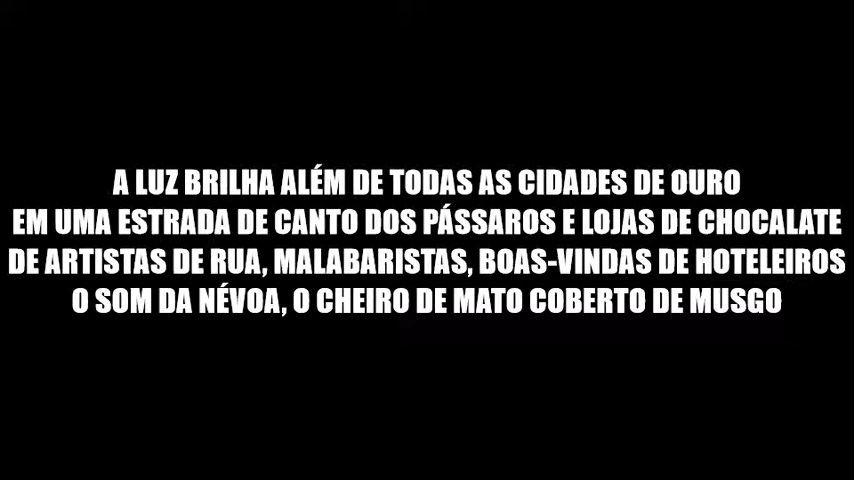 A LUZ BRILHA ALÉM DE TODAS AS CIDADES DE OURO
EM UMA ESTRADA DE CANTO DOS PÁSSAROS E LOJAS DE CHOCALATE
DE ARTISTAS DE RUA, MALABARISTAS, BOAS-VINDAS DE HOTELEIROS
O SOM DA NÉVOA, O CHEIRO DE MATO COBERTO DE MUSGO